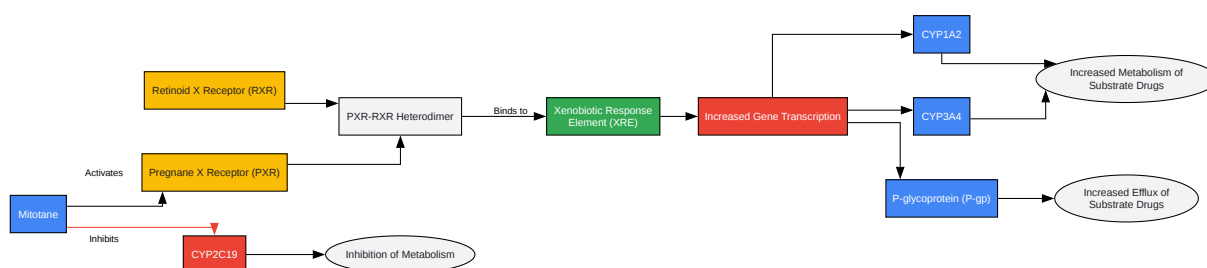 CYP1A2
Increased Metabolism of
Substrate Drugs
Retinoid X Receptor (RXR)
PXR-RXR Heterodimer
Binds to
Xenobiotic Response
Element (XRE)
Increased Gene Transcription
CYP3A4
Activates
Pregnane X Receptor (PXR)
P-glycoprotein (P-gp)
Increased Efflux of
Substrate Drugs
Mitotane
Inhibits
CYP2C19
Inhibition of Metabolism